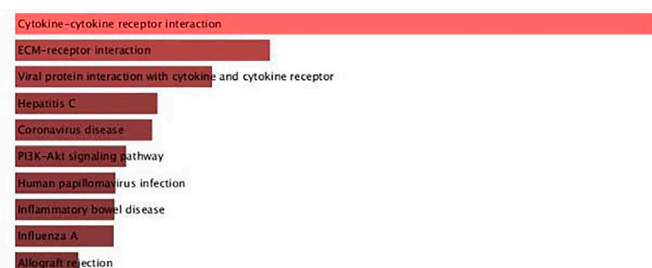 Cytokine-cytokine receptor interaction
ECM-receptor interaction
Viral protein interaction with cytokine and cytokine receptor
Hepatitis C
Coronavirus disease
PI3K-Akt signaling pathway
Human papillomavirus infection
Inflammatory bowel disease
Influenza A
Allograft rejection